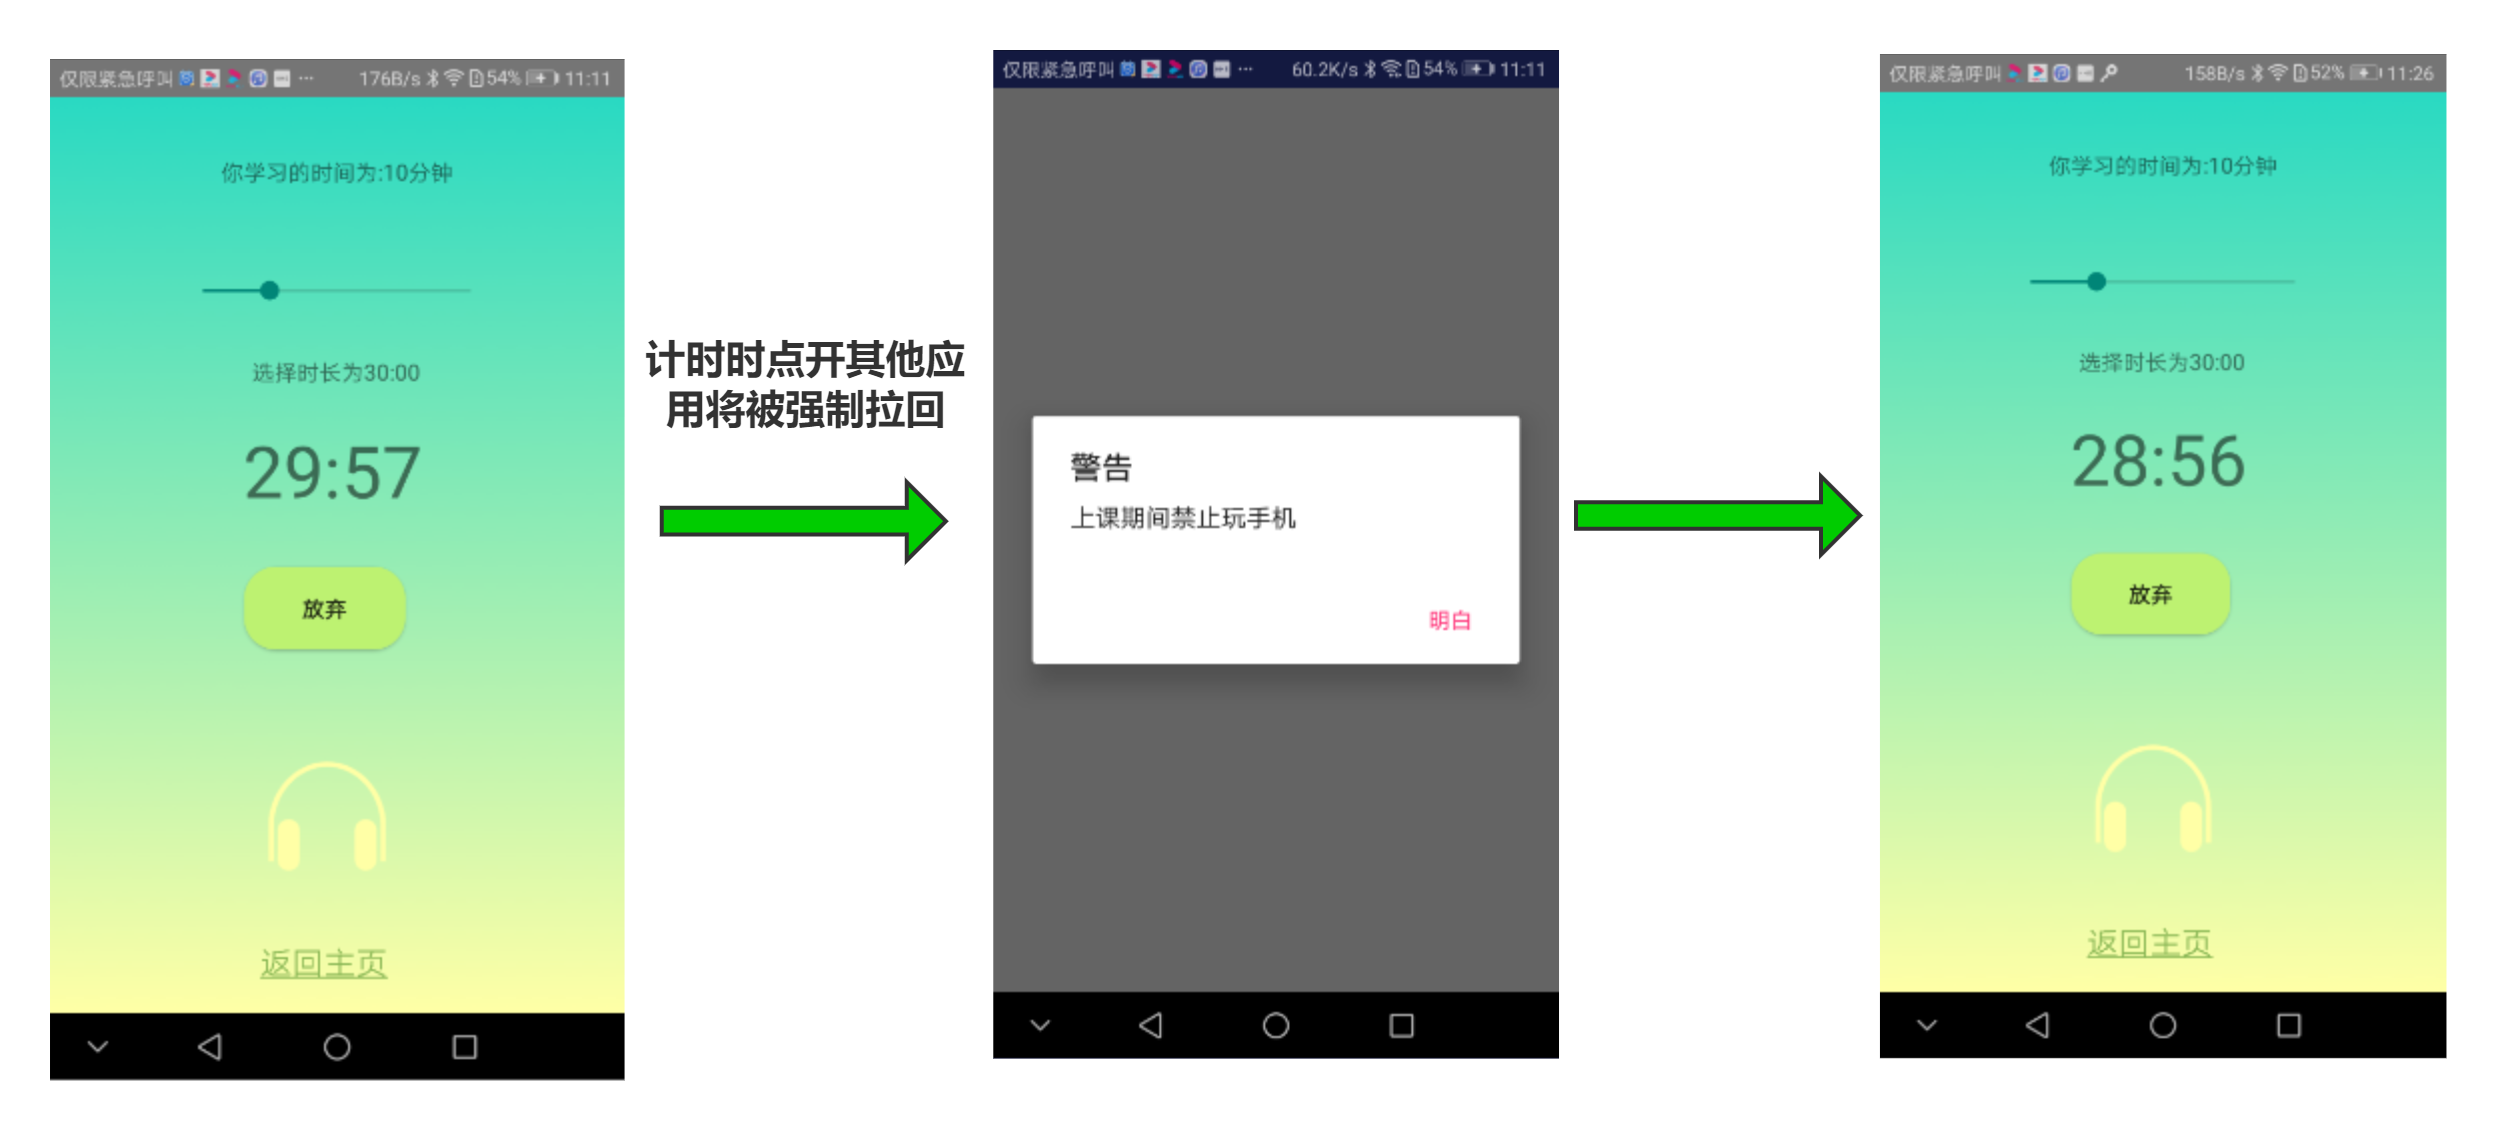 仅限紧急呼叫 ··· 176B/s 54% 11:11
你学习的时间为:10分钟
选择时长为30:00
29:57
放弃
返回主页
计时时点开其他应
用将被强制拉回
仅限紧急呼叫 ··· 60.2K/s 54% 11:11
警告
上课期间禁止玩手机
明白
仅限紧急呼叫 158B/s 52% 11:26
你学习的时间为:10分钟
选择时长为30:00
28:56
放弃
返回主页